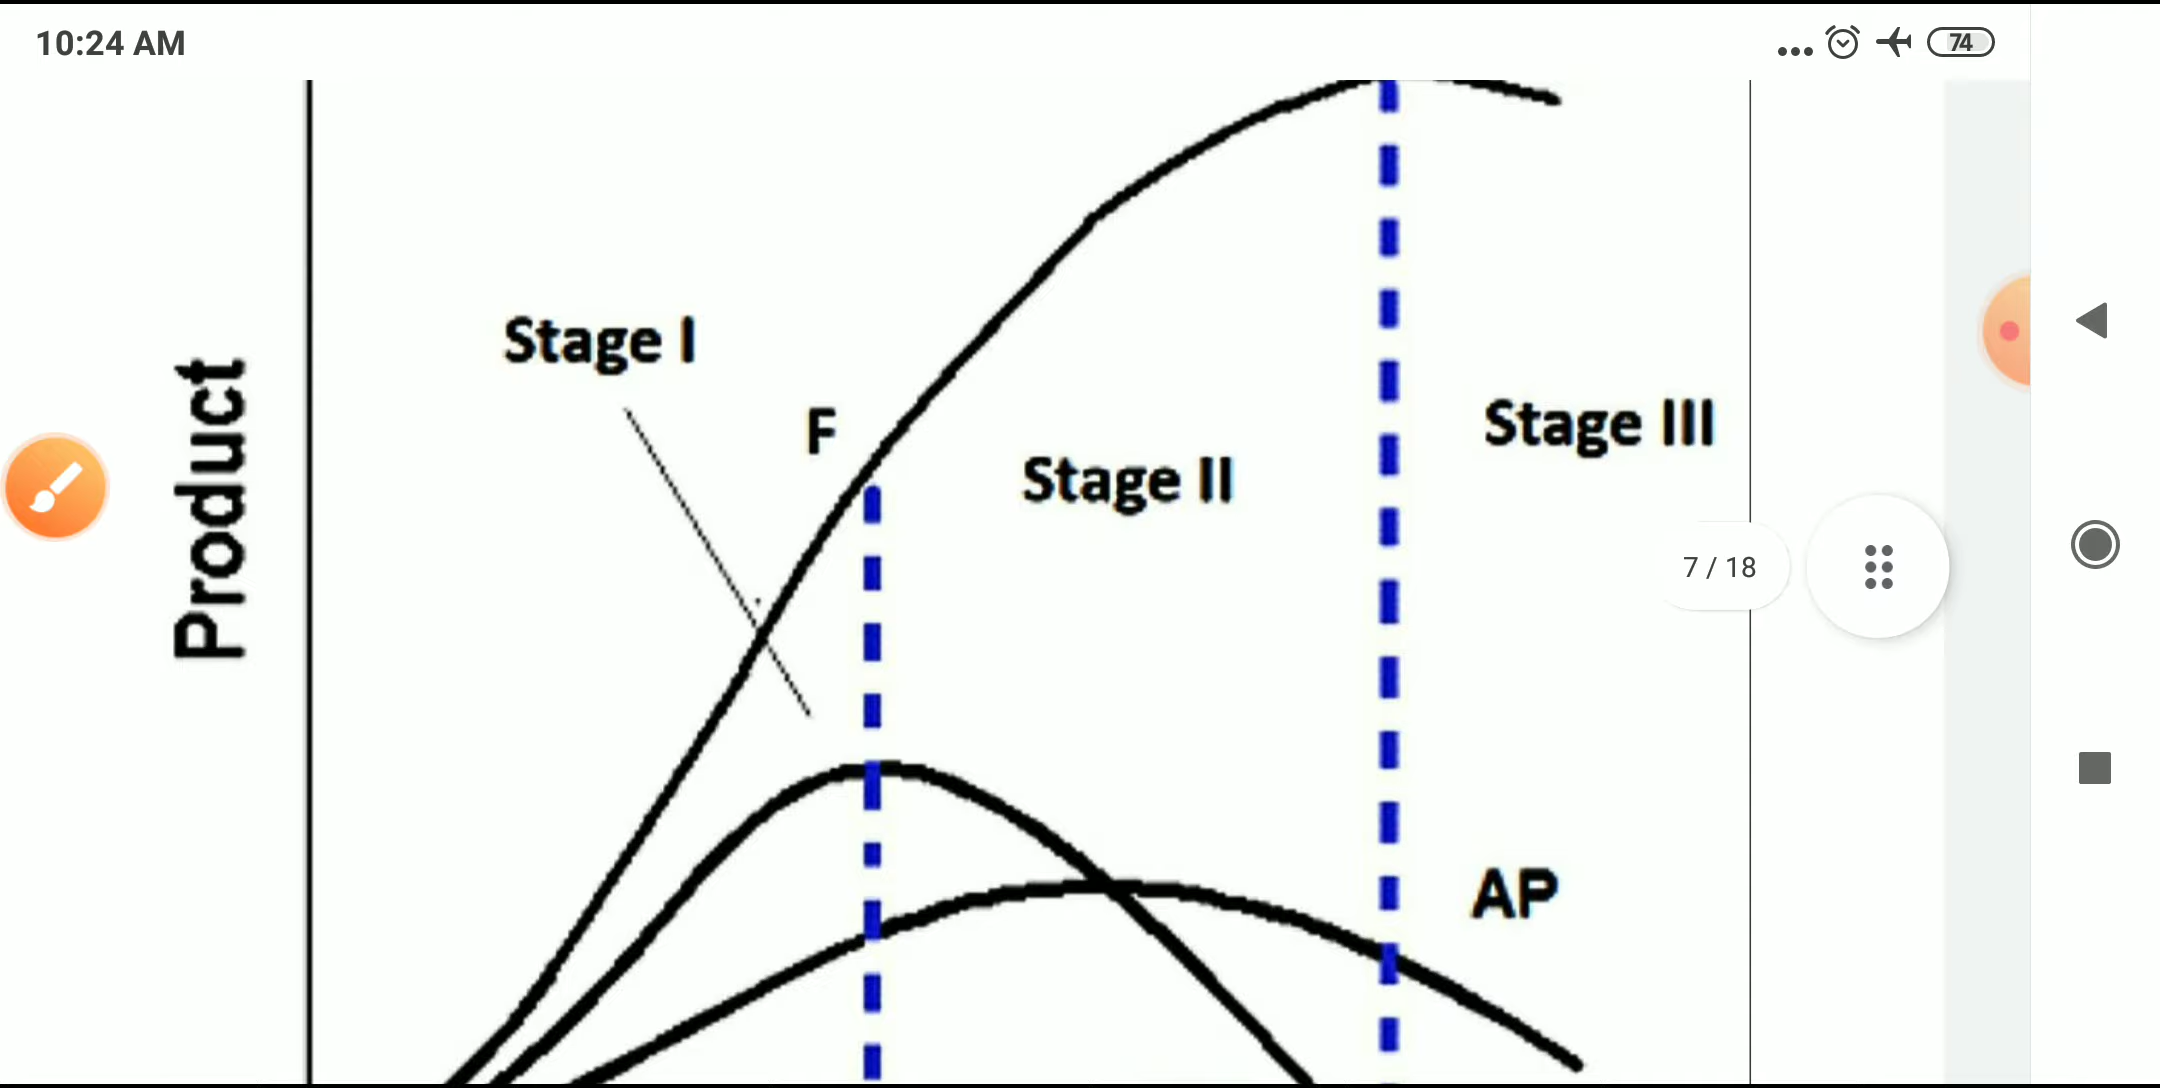 10:24 AM
74
Product
Stage I
F
Stage II
Stage III
7 / 18
AP